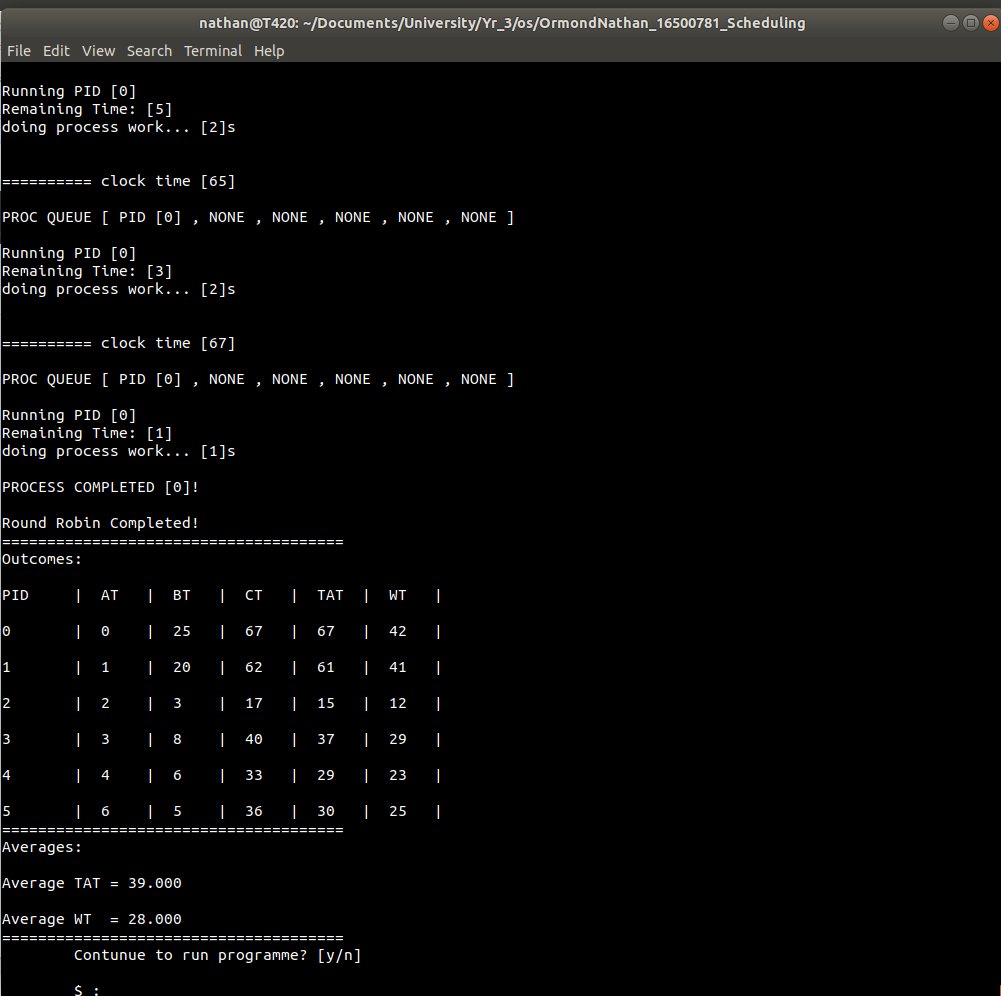 nathan@T420: ~/Documents/University/Yr_3/os/OrmondNathan_16500781_Scheduling
File Edit View Search Terminal Help
Running PID [0]
Remaining Time: [5]
doing process work... [2]s
========== clock time [65]
PROC QUEUE [ PID [0] , NONE , NONE , NONE , NONE , NONE ]
Running PID [0]
Remaining Time: [3]
doing process work... [2]s
========== clock time [67]
PROC QUEUE [ PID [0] , NONE , NONE , NONE , NONE , NONE ]
Running PID [0]
Remaining Time: [1]
doing process work... [1]s
PROCESS COMPLETED [0]!
Round Robin Completed!
======================================
Outcomes:
PID     |  AT   |  BT   |  CT   |  TAT  |  WT   |
0       |  0    |  25   |  67   |  67   |  42   |
1       |  1    |  20   |  62   |  61   |  41   |
2       |  2    |  3    |  17   |  15   |  12   |
3       |  3    |  8    |  40   |  37   |  29   |
4       |  4    |  6    |  33   |  29   |  23   |
5       |  6    |  5    |  36   |  30   |  25   |
======================================
Averages:
Average TAT = 39.000
Average WT  = 28.000
======================================
Contunue to run programme? [y/n]
$ :